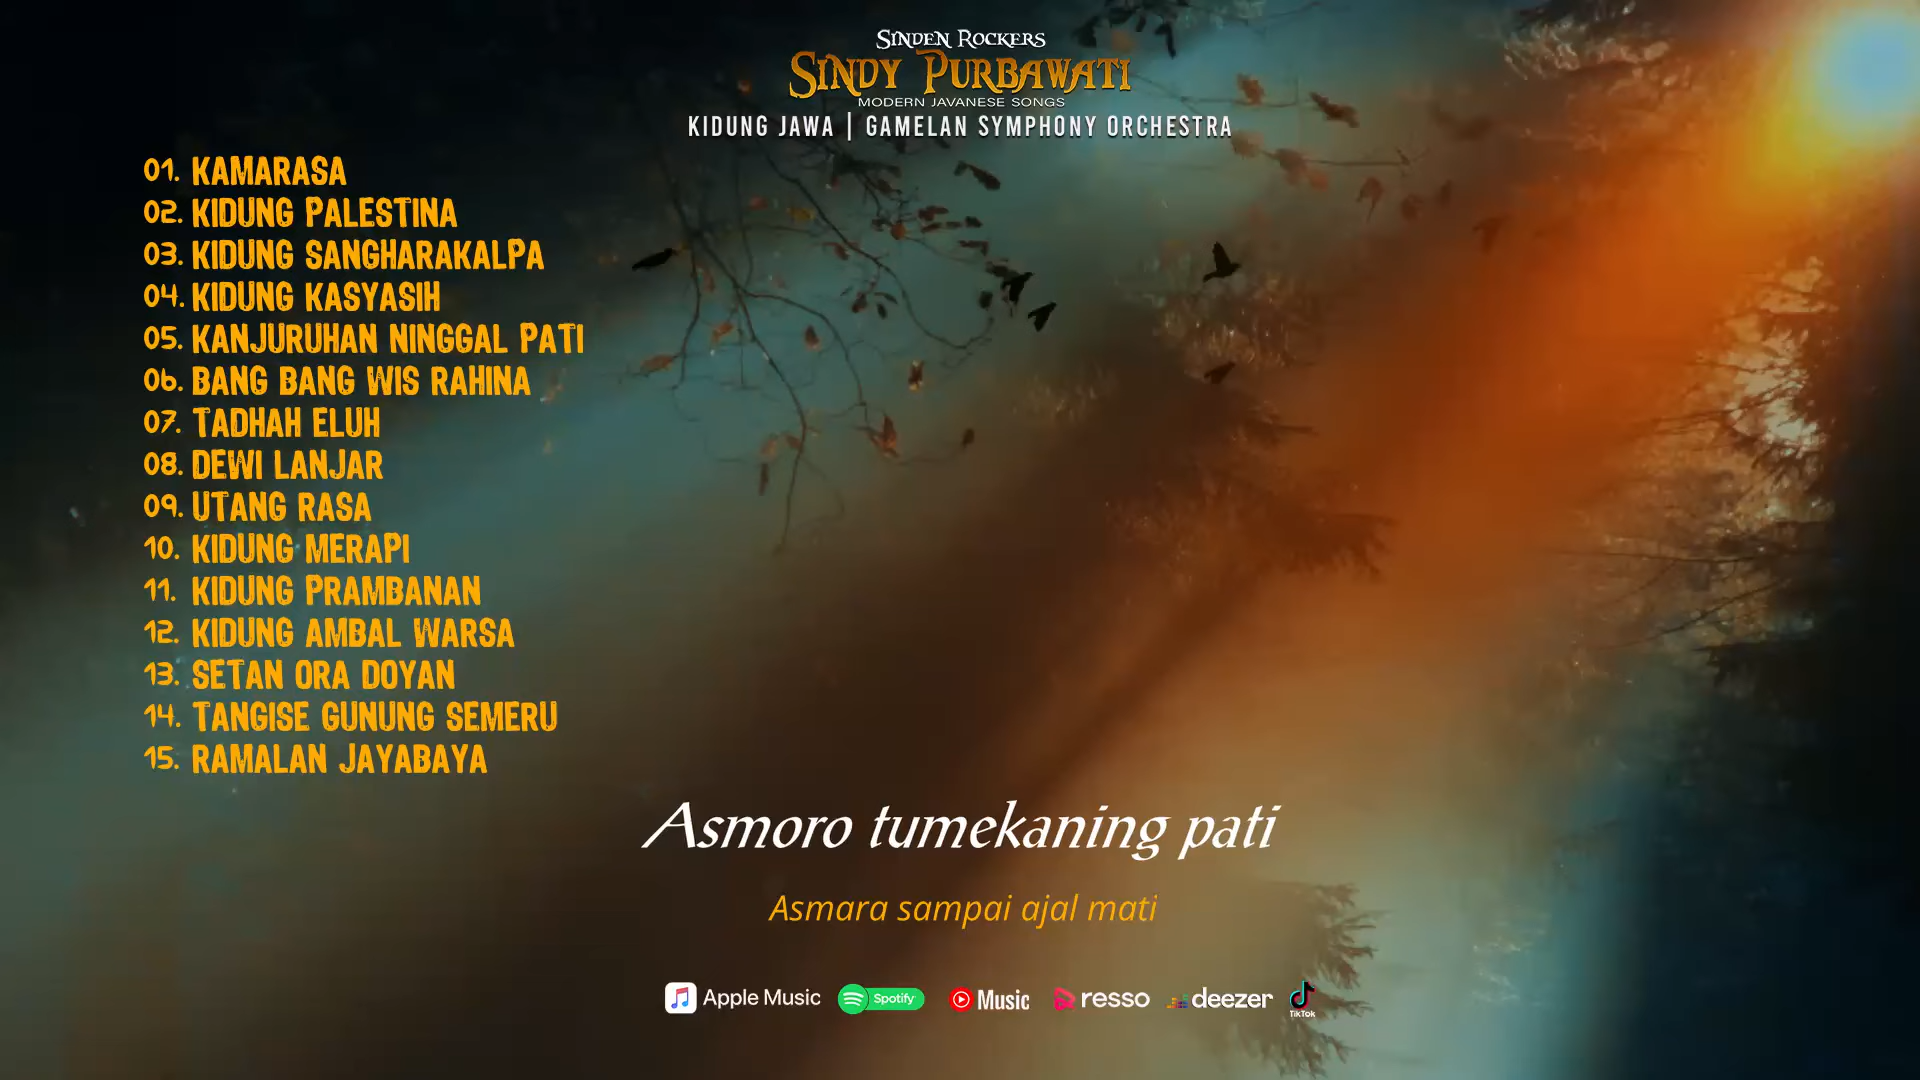 SINDEN ROCKERS
SINDY PURBAWATI
MODERN JAVANESE SONGS
KIDUNG JAWA | GAMELAN SYMPHONY ORCHESTRA
01. KAMARASA
02. KIDUNG PALESTINA
03. KIDUNG SANGHARAKALPA
04. KIDUNG KASYASIH
05. KANJURUHAN NINGGAL PATI
06. BANG BANG WIS RAHINA
07. TADHAH ELUH
08. DEWI LANJAR
09. UTANG RASA
10. KIDUNG MERAPI
11. KIDUNG PRAMBANAN
12. KIDUNG AMBAL WARSA
13. SETAN ORA DOYAN
14. TANGISE GUNUNG SEMERU
15. RAMALAN JAYABAYA
Asmoro tumekaning pati
Asmara sampai ajal mati
Apple Music Spotify Music resso deezer TikTok